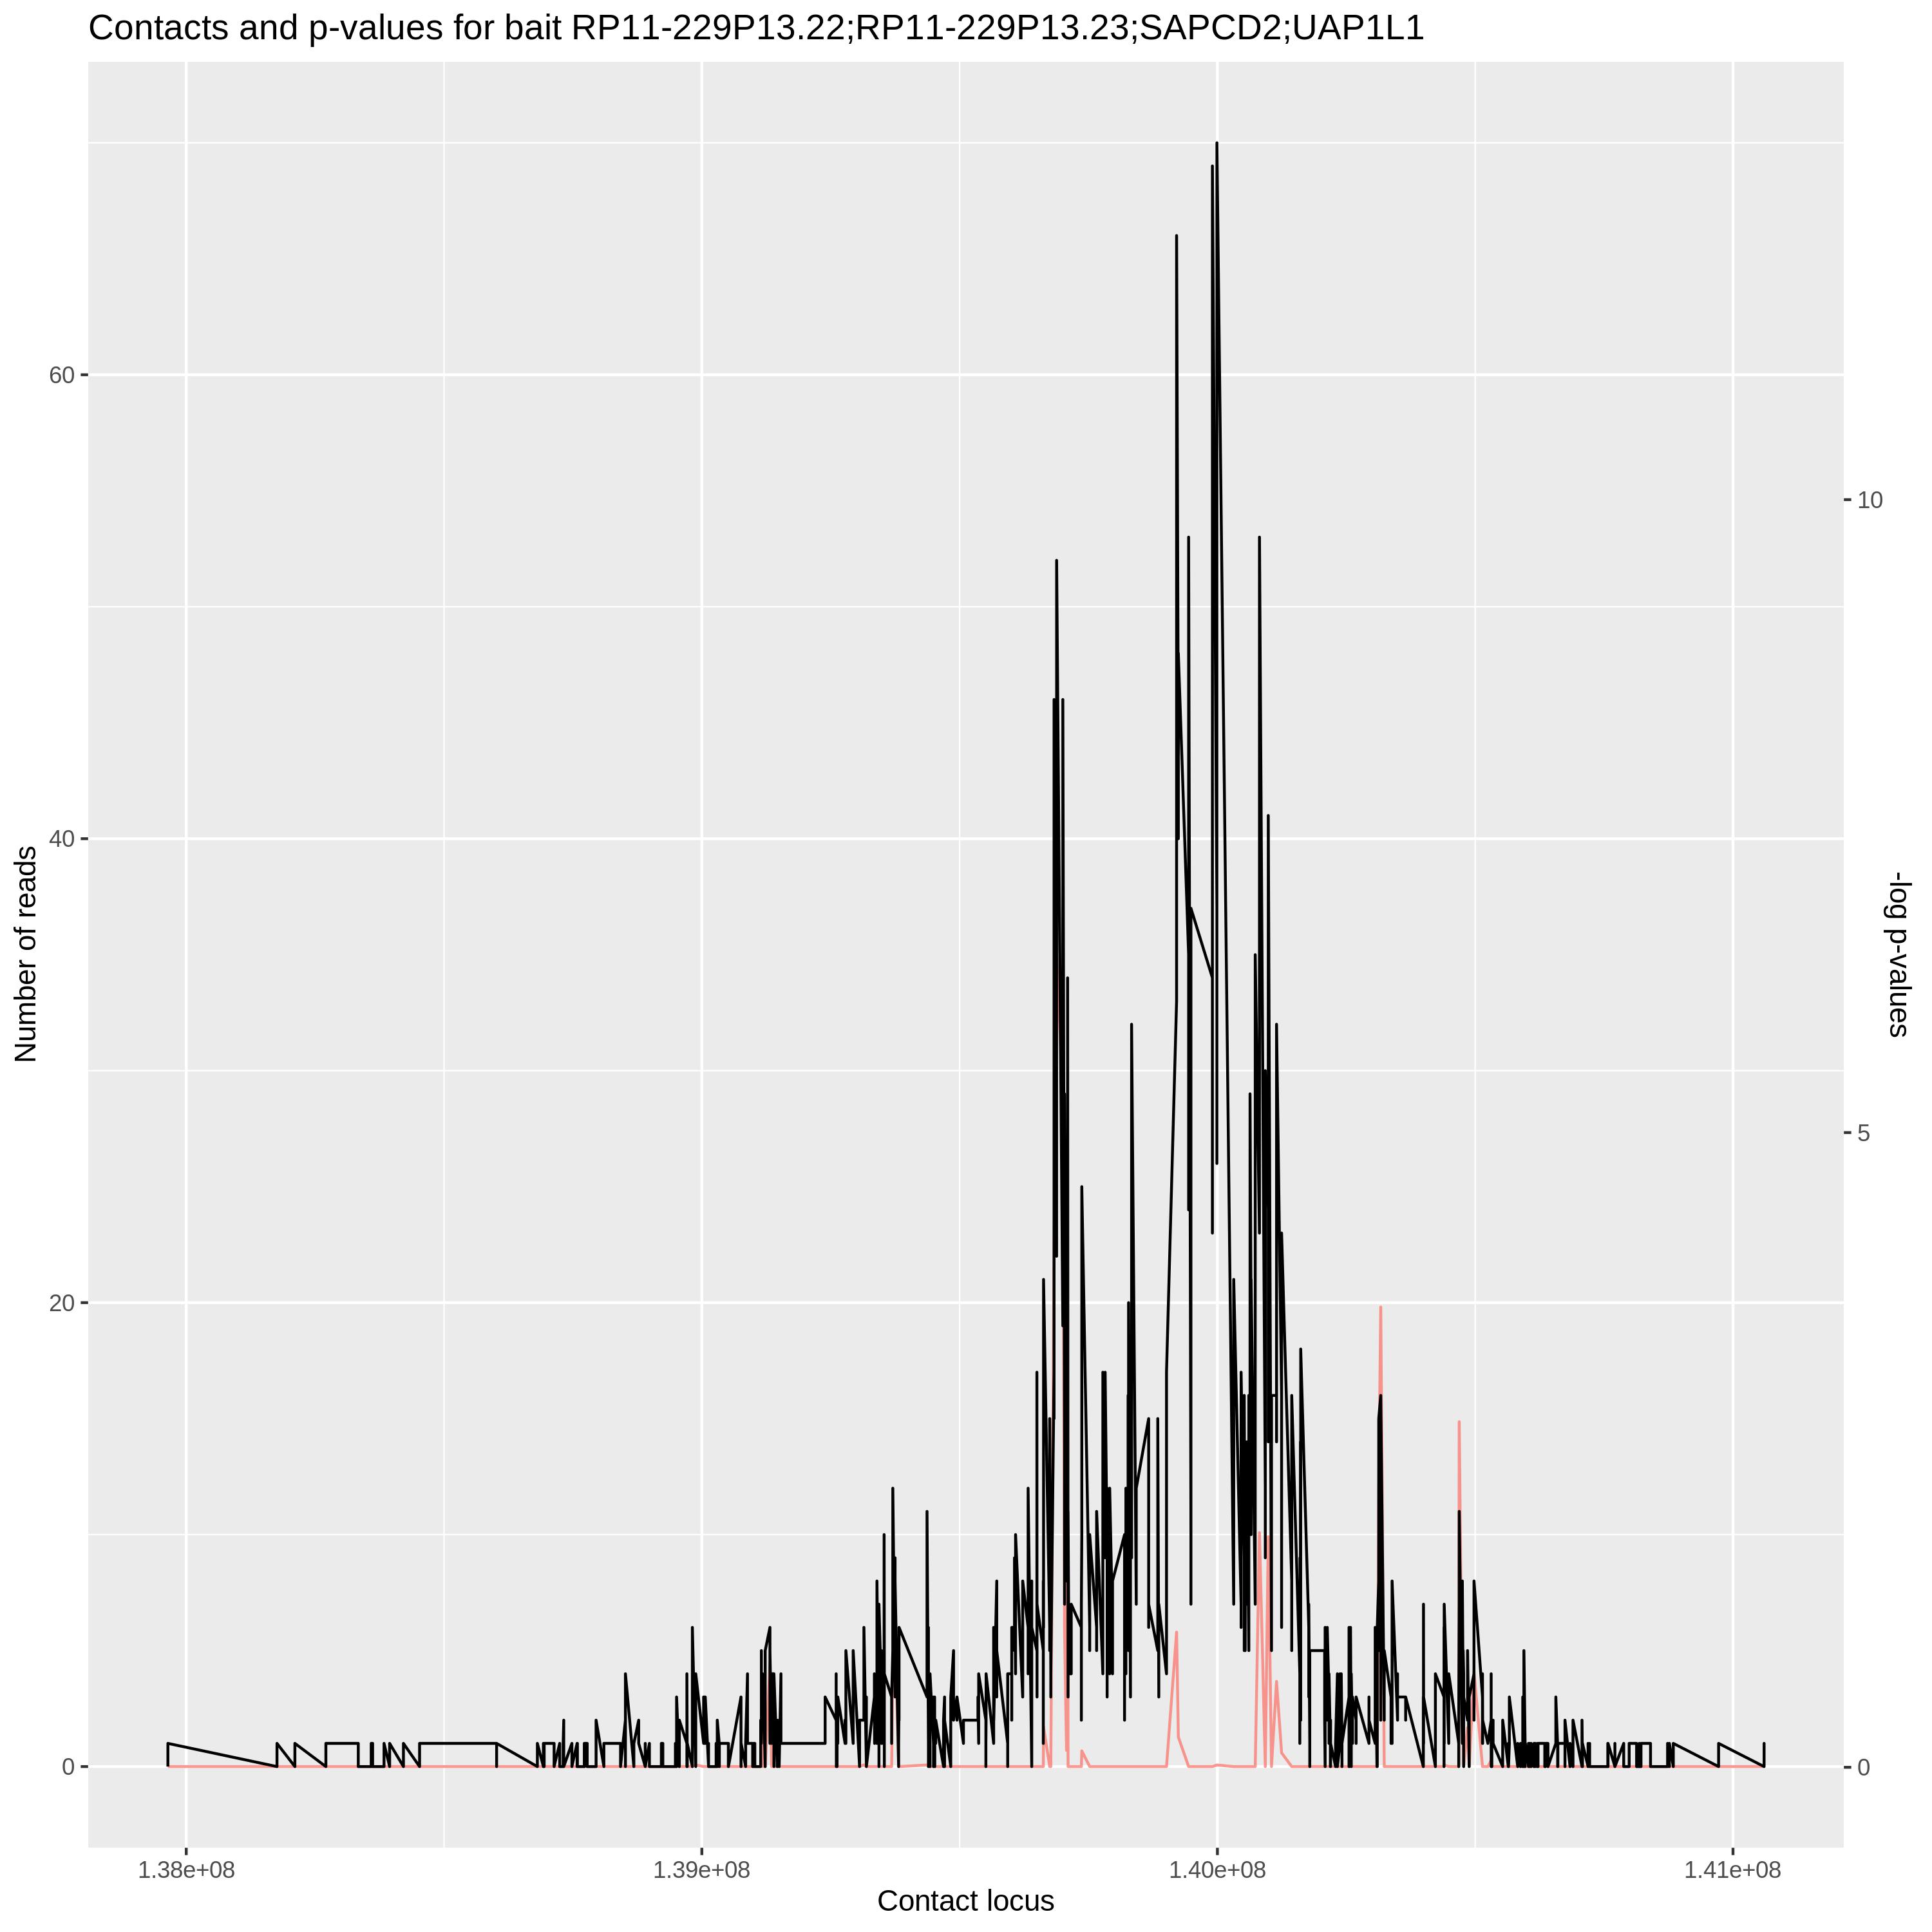 Contacts and p-values for bait RP11-229P13.22;RP11-229P13.23;SAPCD2;UAP1L1
60
40
20
0
Number of reads
10
5
0
-log p-values
1.38e+08
1.39e+08
1.40e+08
1.41e+08
Contact locus